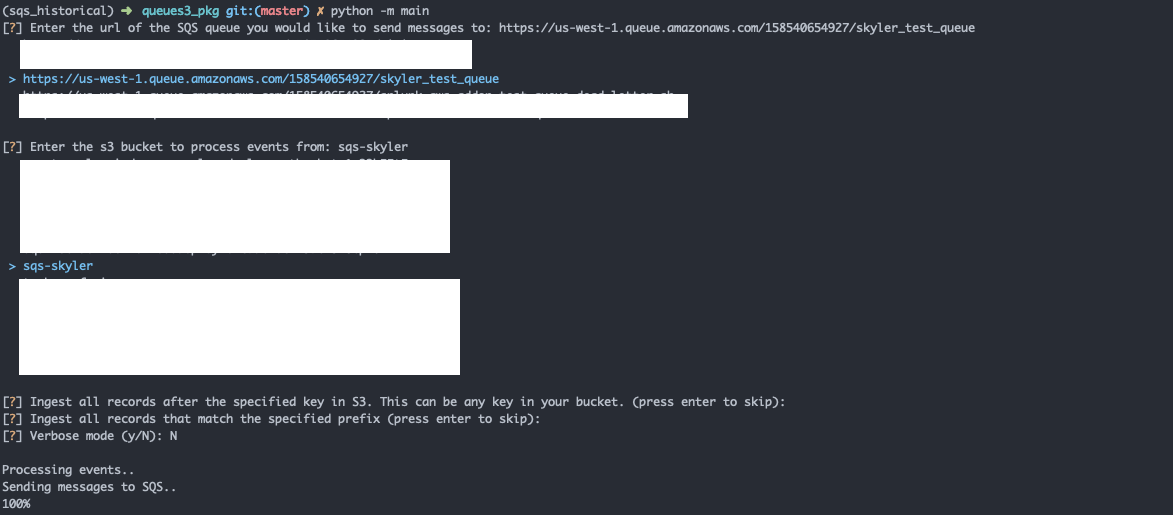 (sqs_historical) ➜ queues3_pkg git:(master) ✗ python -m main
[?] Enter the url of the SQS queue you would like to send messages to: https://us-west-1.queue.amazonaws.com/158540654927/skyler_test_queue
> https://us-west-1.queue.amazonaws.com/158540654927/skyler_test_queue
[?] Enter the s3 bucket to process events from: sqs-skyler
> sqs-skyler
[?] Ingest all records after the specified key in S3. This can be any key in your bucket. (press enter to skip):
[?] Ingest all records that match the specified prefix (press enter to skip):
[?] Verbose mode (y/N): N
Processing events..
Sending messages to SQS..
100%